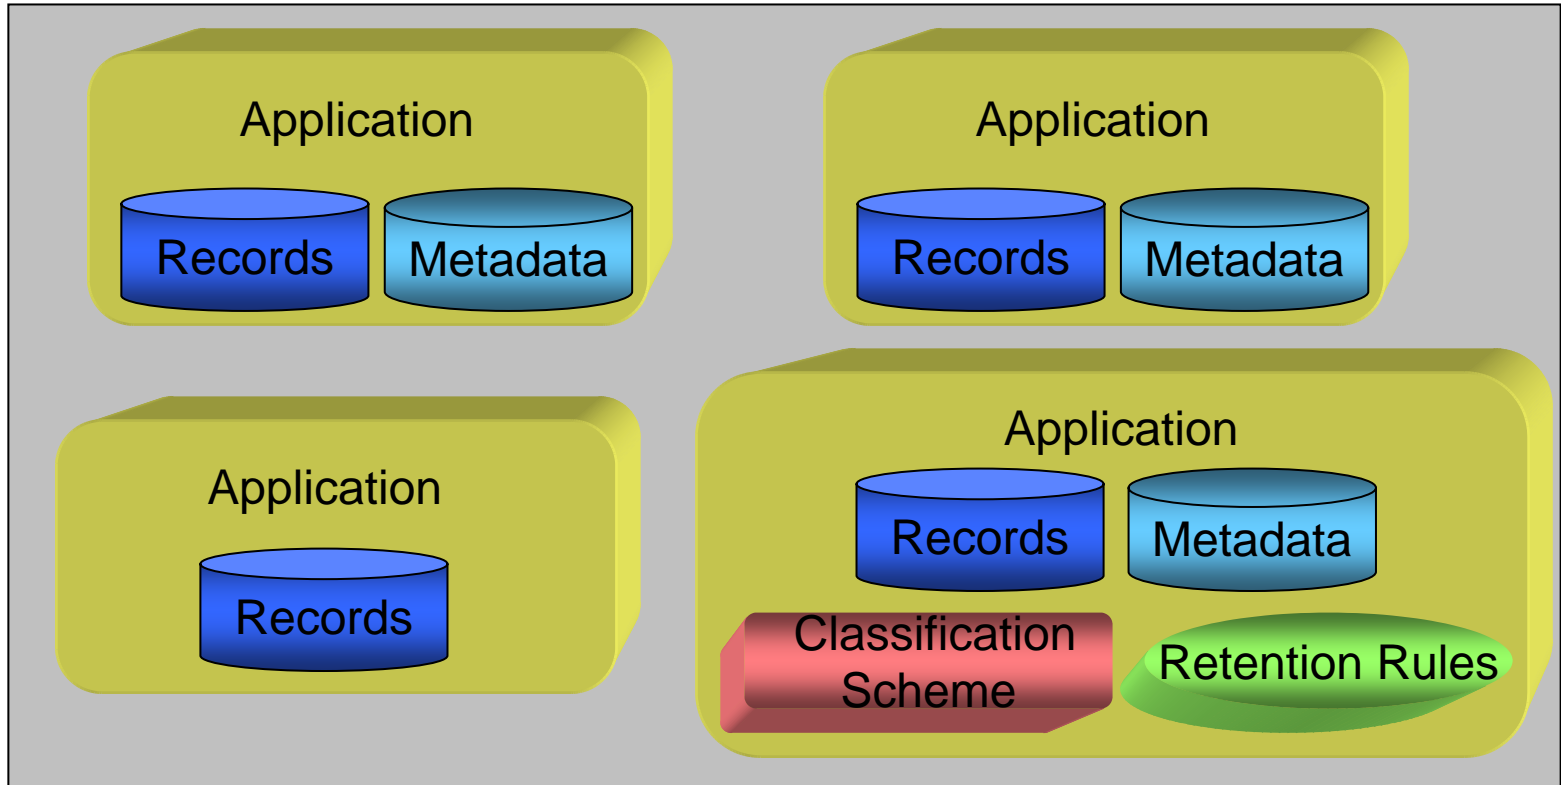 Application
Records
Metadata
Application
Records
Metadata
Application
Records
Application
Records
Metadata
Classification
Scheme
Retention Rules